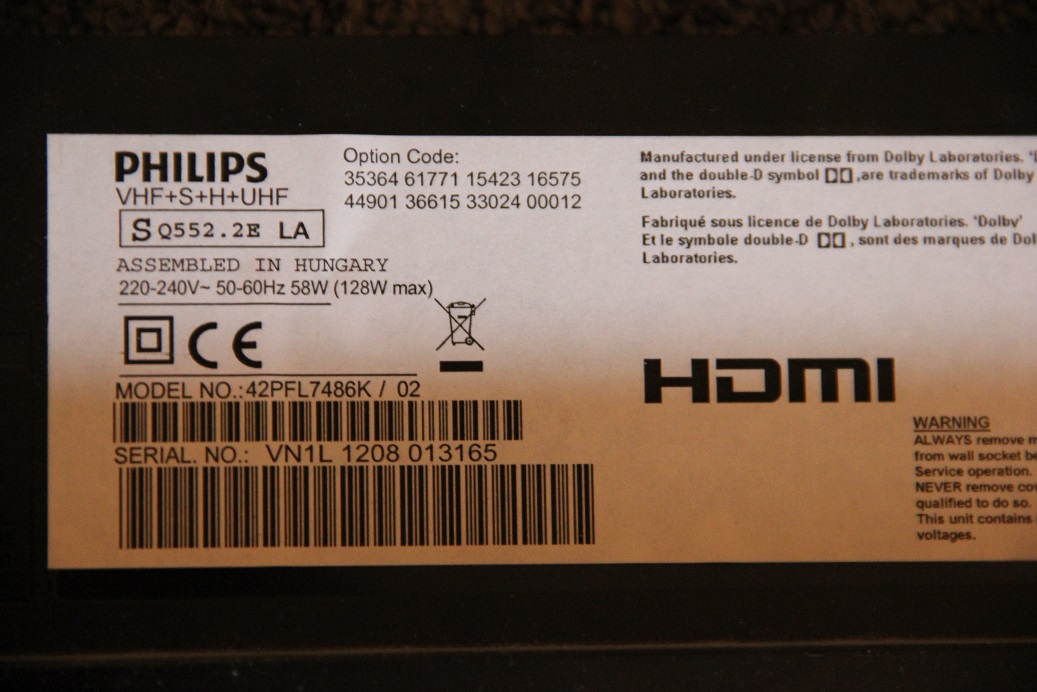 PHILIPS
VHF+S+H+UHF
S Q552.2E LA
ASSEMBLED IN HUNGARY
220-240V~ 50-60Hz 58W (128W max)
CE
MODEL NO.:42PFL7486K / 02
SERIAL. NO.: VN1L 1208 013165
Option Code:
35364 61771 15423 16575
44901 36615 33024 00012
Manufactured under license from Dolby Laboratories.
and the double-D symbol ,are trademarks of Dolby
Laboratories.
Fabriqué sous licence de Dolby Laboratories. "Dolby"
Et le symbole double-D , sont des marques de
Laboratories.
HDMI
WARNING
ALWAYS remove
from wall socket
Service operation.
NEVER remove
qualified to do so.
This unit contains
voltages.